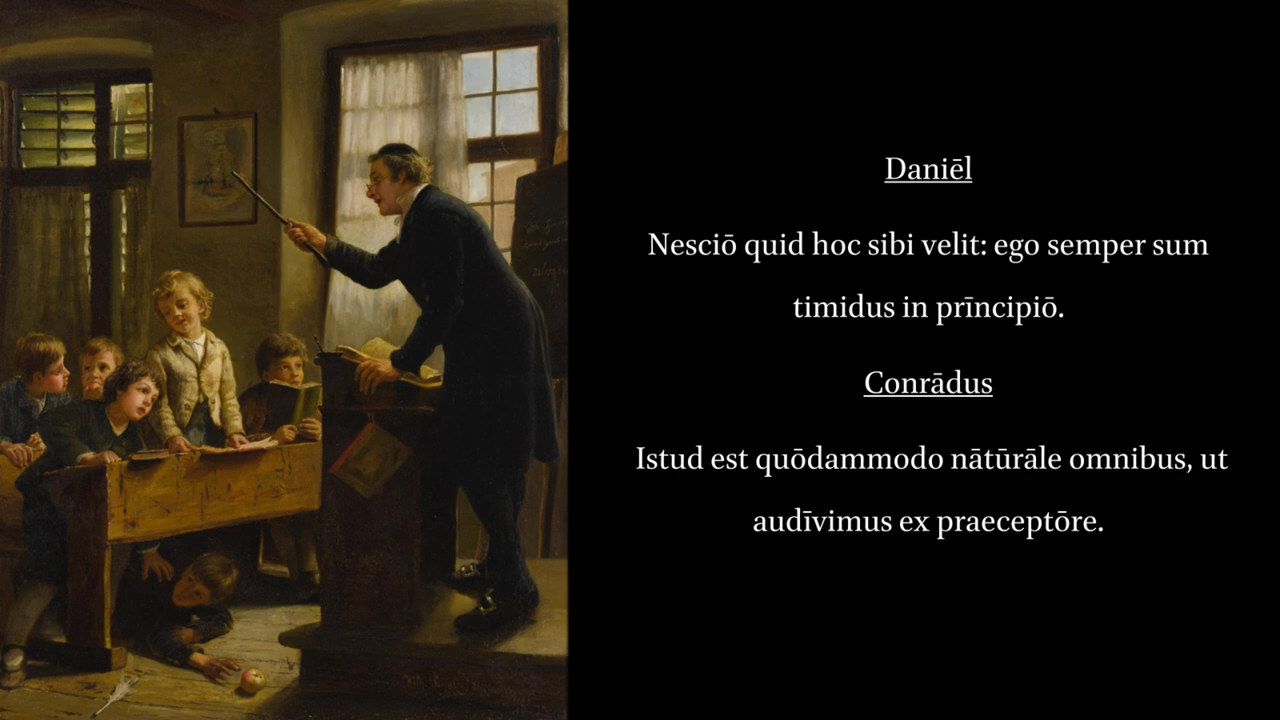 Daniēl
Nesciō quid hoc sibi velit: ego semper sum
timidus in prīncipiō.
Conrādus
Istud est quōdammodo nātūrāle omnibus, ut
audīvimus ex praeceptōre.